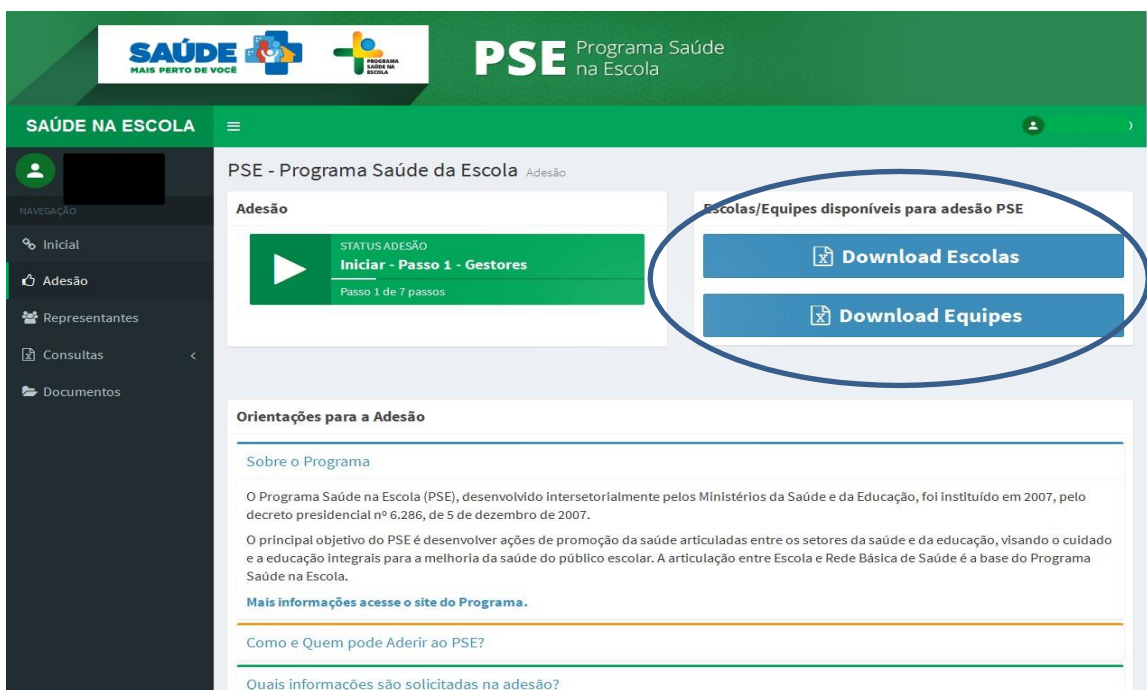 SAÚDE
MAIS PERTO DE VOCÊ
PROGRAMA
SAÚDE NA
ESCOLA
PSE Programa Saúde
na Escola
SAÚDE NA ESCOLA
NAVEGAÇÃO
Inicial
Adesão
Representantes
Consultas
Documentos
PSE - Programa Saúde da Escola Adesão
Adesão
STATUS ADESÃO
Iniciar - Passo 1 - Gestores
Passo 1 de 7 passos
Escolas/Equipes disponíveis para adesão PSE
Download Escolas
Download Equipes
Orientações para a Adesão
Sobre o Programa
O Programa Saúde na Escola (PSE), desenvolvido intersetorialmente pelos Ministérios da Saúde e da Educação, foi instituído em 2007, pelo
decreto presidencial nº 6.286, de 5 de dezembro de 2007.
O principal objetivo do PSE é desenvolver ações de promoção da saúde articuladas entre os setores da saúde e da educação, visando o cuidado
e a educação integrais para a melhoria da saúde do público escolar. A articulação entre Escola e Rede Básica de Saúde é a base do Programa
Saúde na Escola.
Mais informações acesse o site do Programa.
Como e Quem pode Aderir ao PSE?
Quais informações são solicitadas na adesão?